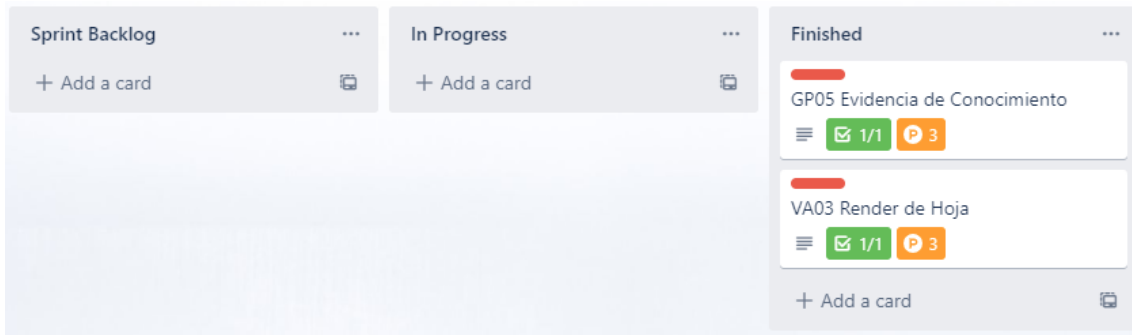 Sprint Backlog
+ Add a card
In Progress
+ Add a card
Finished
GP05 Evidencia de Conocimiento
1/1 P 3
VA03 Render de Hoja
1/1 P 3
+ Add a card